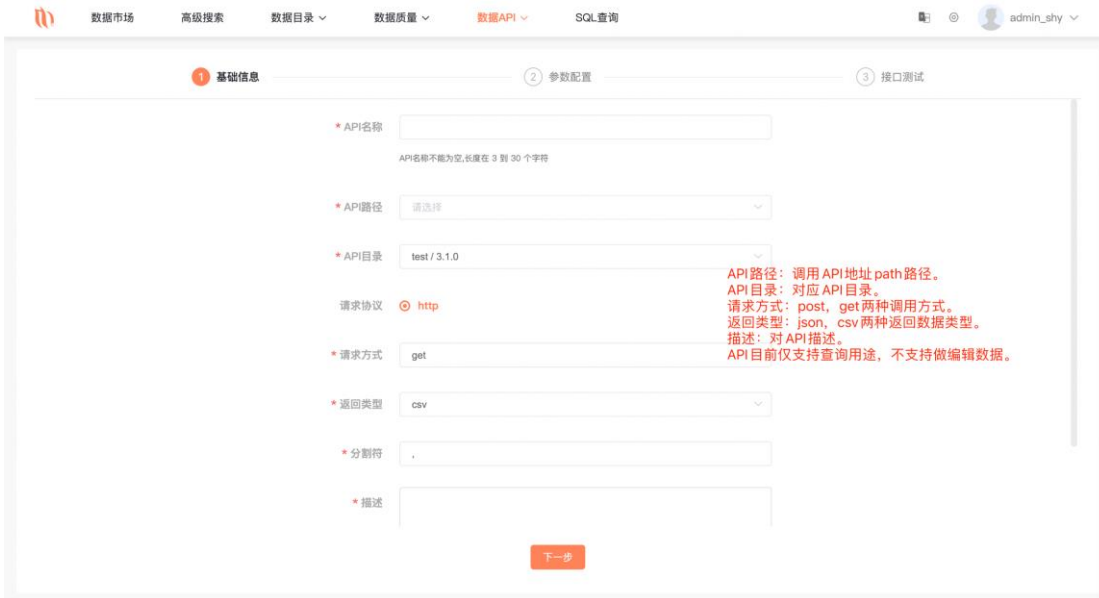 数据市场 高级搜索 数据目录 数据质量 数据API SQL查询 admin_shy
1 基础信息 2 参数配置 3 接口测试
* API名称
API名称不能为空,长度在 3 到 30 个字符
* API路径 请选择
* API目录 test / 3.1.0
API路径：调用API地址path路径。
API目录：对应API目录。
请求协议 http
请求方式：post，get两种调用方式。
返回类型：json，csv两种返回数据类型。
描述：对API描述。
* 请求方式 get
API目前仅支持查询用途，不支持做编辑数据。
* 返回类型 csv
* 分割符 ,
* 描述
下一步